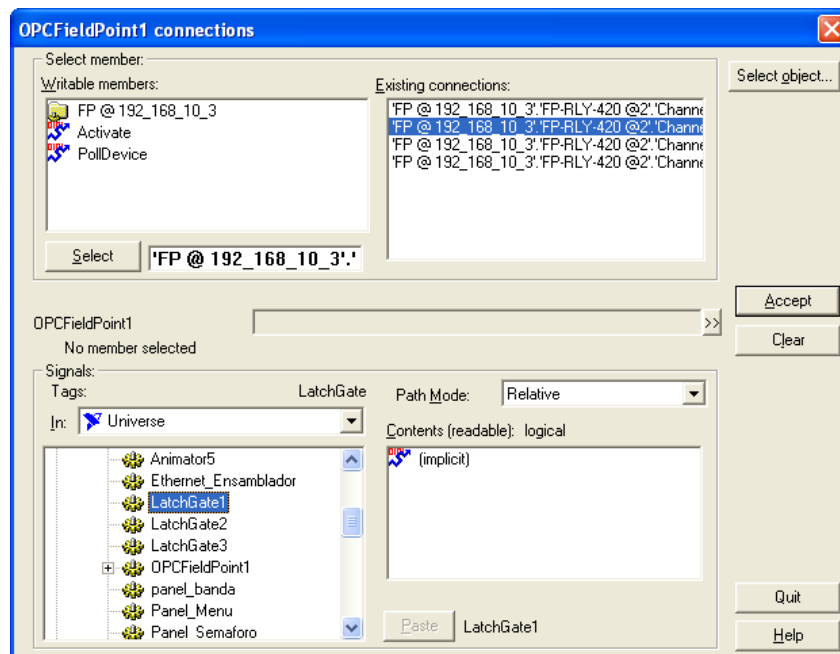 OPCFieldPoint1 connections
Select member:
Writable members:
FP @ 192_168_10_3
Activate
PollDevice
Existing connections:
'FP @ 192_168_10_3'.'FP-RLY-420 @2'.'Channe
'FP @ 192_168_10_3'.'FP-RLY-420 @2'.'Channe
'FP @ 192_168_10_3'.'FP-RLY-420 @2'.'Channe
'FP @ 192_168_10_3'.'FP-RLY-420 @2'.'Channe
Select object...
Select
'FP @ 192_168_10_3'.'
Accept
OPCFieldPoint1
>>
No member selected
Clear
Signals:
Tags:
LatchGate
Path Mode:
Relative
In:
Universe
Contents (readable): logical
(implicit)
Animator5
Ethernet_Ensamblador
LatchGate1
LatchGate2
LatchGate3
OPCFieldPoint1
panel_banda
Panel_Menu
Panel_Semaforo
Paste
LatchGate1
Quit
Help